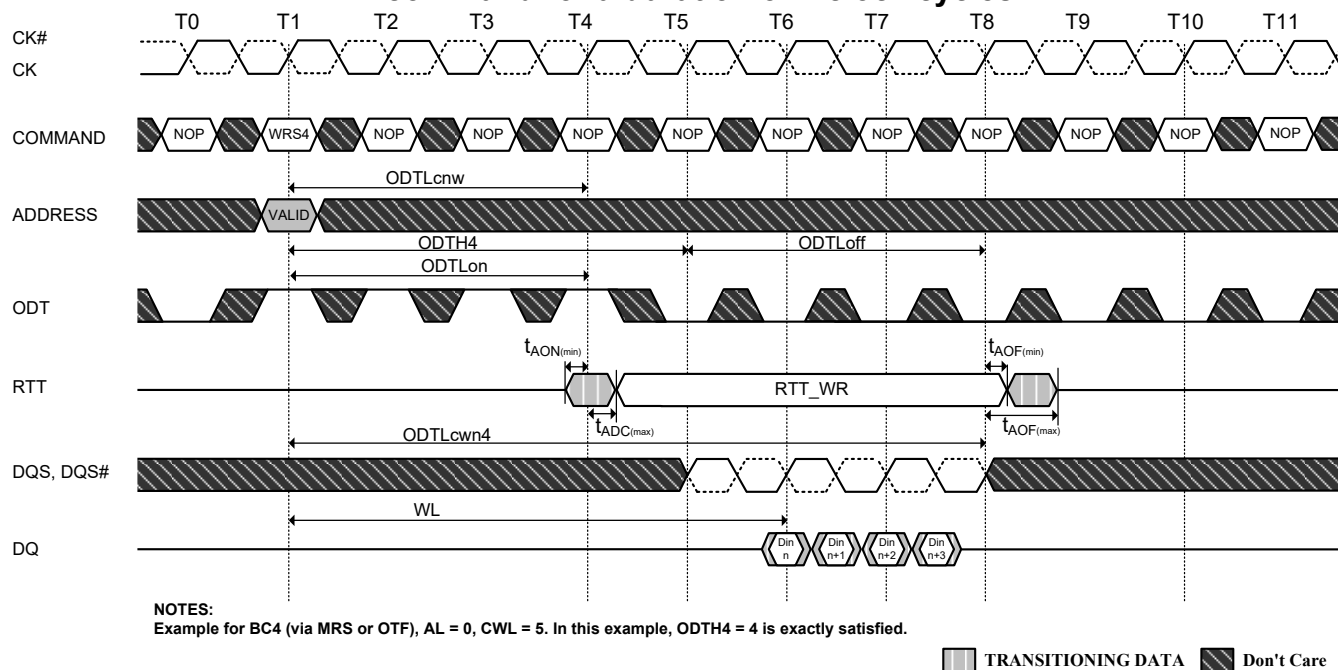 T0 T1 T2 T3 T4 T5 T6 T7 T8 T9 T10 T11
CK#
CK
COMMAND NOP WRS4 NOP NOP NOP NOP NOP NOP NOP NOP NOP NOP
ODTLcnw
ADDRESS VALID
ODTH4 ODTLoff
ODTLon
ODT
tAON(min) tAOF(min)
RTT RTT_WR
tADC(max) tAOF(max)
ODTLcwn4
DQS, DQS#
WL
DQ Din n Din n+1 Din n+2 Din n+3
NOTES:
Example for BC4 (via MRS or OTF), AL = 0, CWL = 5. In this example, ODTH4 = 4 is exactly satisfied.
TRANSITIONING DATA Don't Care